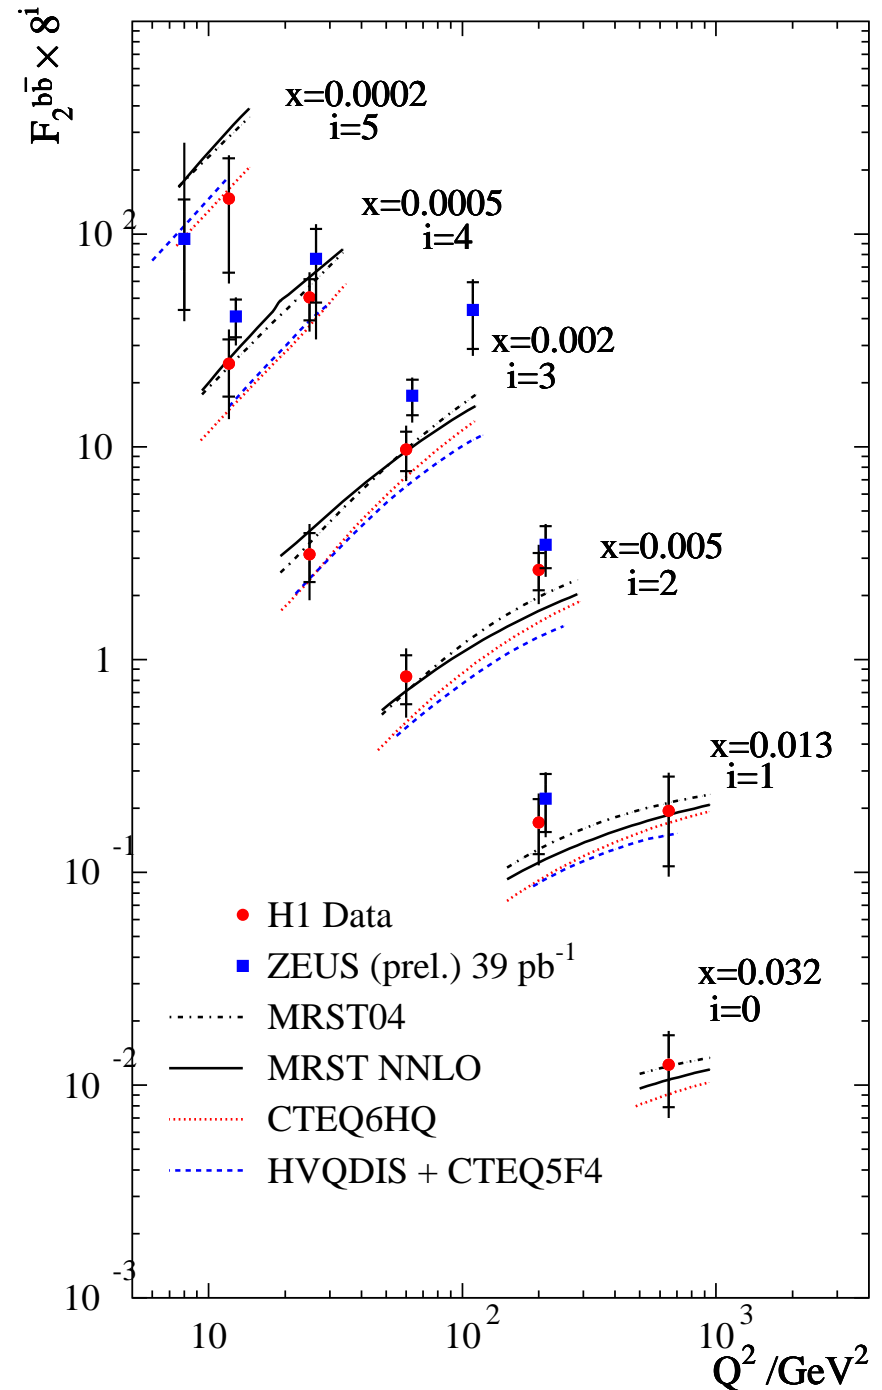 F₂ᵇᵇ̅ × 8ⁱ
x=0.0002
i=5
x=0.0005
i=4
10²
x=0.002
i=3
10
x=0.005
i=2
1
x=0.013
i=1
10⁻¹
H1 Data
ZEUS (prel.) 39 pb⁻¹
x=0.032
i=0
MRST04
MRST NNLO
10⁻²
CTEQ6HQ
HVQDIS + CTEQ5F4
10⁻³
10 10² 10³
Q² /GeV²